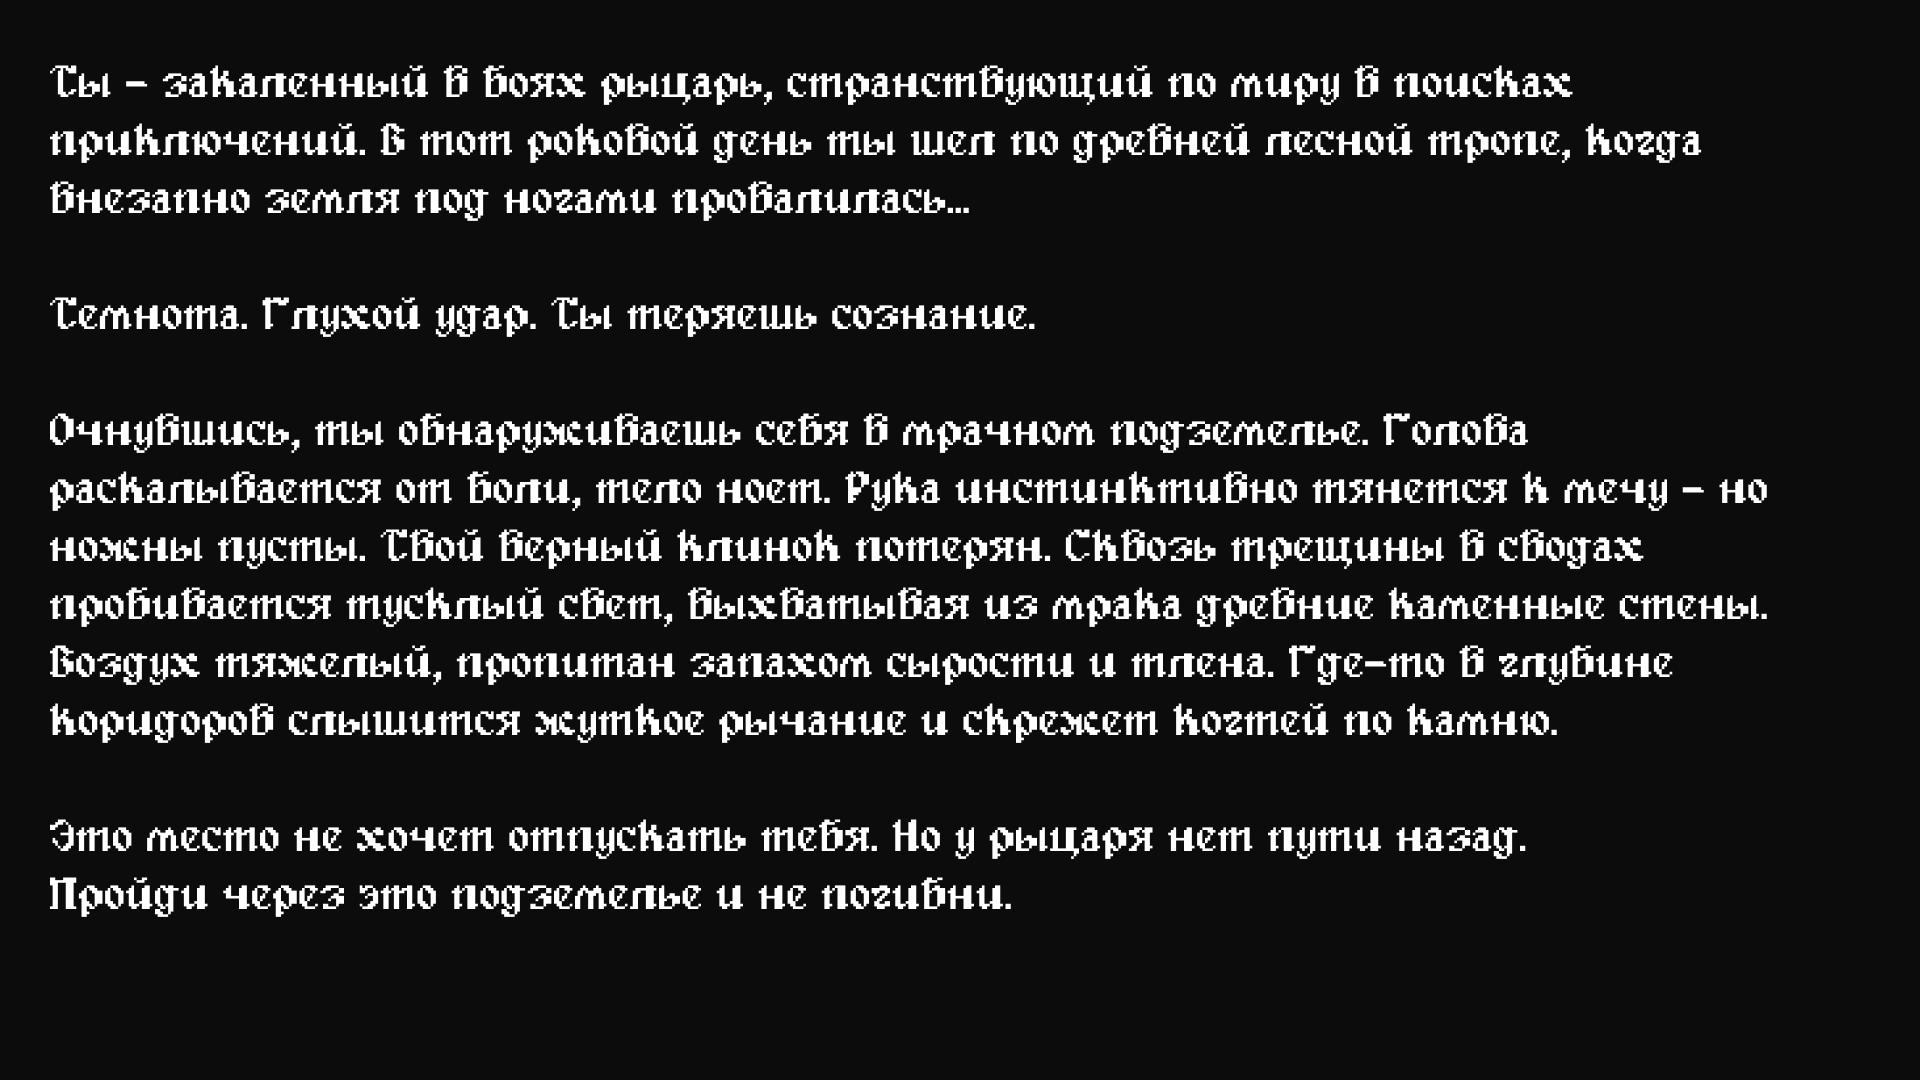 Ты – закаленный в боях рыцарь, странствующий по миру в поисках
приключений. В тот роковой день ты шел по древней лесной тропе, когда
внезапно земля под ногами провалилась...
Темнота. Глухой удар. Ты теряешь сознание.
Очнувшись, ты обнаруживаешь себя в мрачном подземелье. Голова
раскалывается от боли, тело ноет. Рука инстинктивно тянется к мечу – но
ножны пусты. Твой верный клинок потерян. Сквозь трещины в сводах
пробивается тусклый свет, выхватывая из мрака древние каменные стены.
Воздух тяжелый, пропитан запахом сырости и тлена. Где-то в глубине
коридоров слышится жуткое рычание и скрежет когтей по камню.
Это место не хочет отпускать тебя. Но у рыцаря нет пути назад.
Пройди через это подземелье и не погибни.